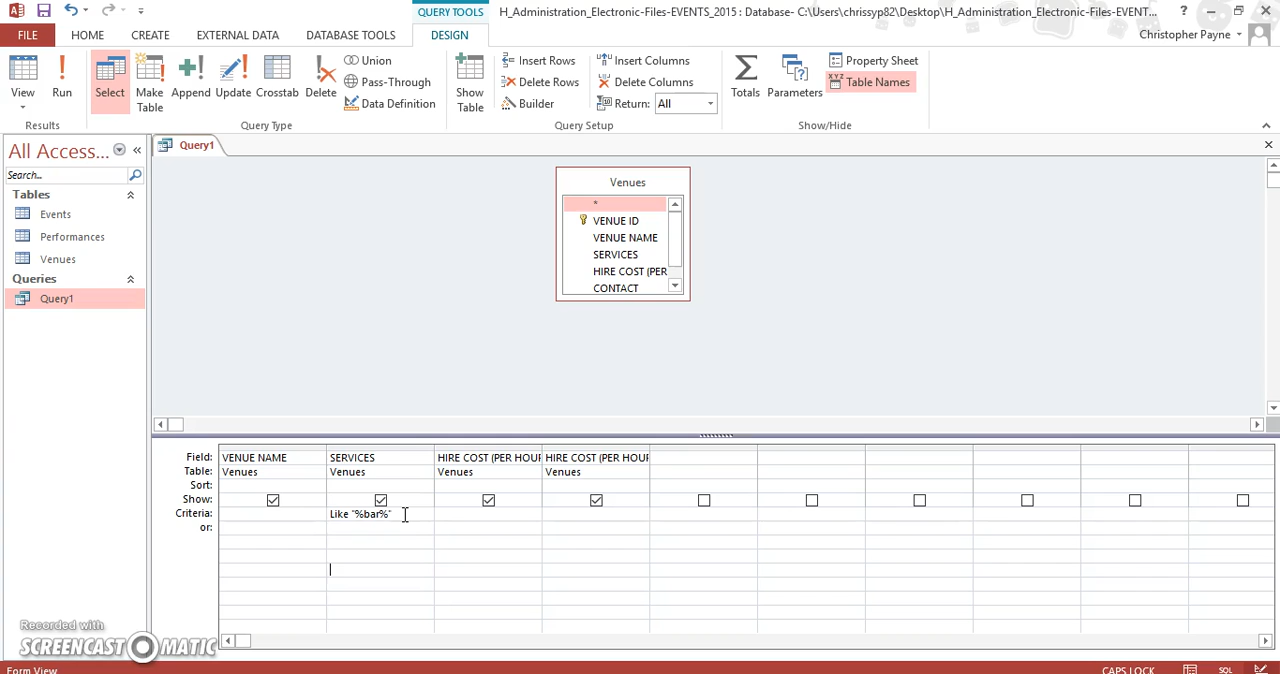 QUERY TOOLS
H_Administration_Electronic-Files-EVENTS_2015 : Database- C:\Users\chrissyp82\Desktop\H_Administration_Electronic-Files-EVENT...
?
FILE HOME CREATE EXTERNAL DATA DATABASE TOOLS DESIGN
Christopher Payne
View
Run
Select
Make Table
Append
Update
Crosstab
Delete
Union
Pass-Through
Data Definition
Show Table
Insert Rows
Delete Rows
Builder
Insert Columns
Delete Columns
Return: All
Totals
Parameters
Property Sheet
Table Names
Results
Query Type
Query Setup
Show/Hide
All Access...
Search...
Tables
Events
Performances
Venues
Queries
Query1
Query1
Venues
*
VENUE ID
VENUE NAME
SERVICES
HIRE COST (PER
CONTACT
Field: VENUE NAME SERVICES HIRE COST (PER HOUR HIRE COST (PER HOUR
Table: Venues Venues Venues Venues
Sort:
Show:
Criteria: Like "%bar%"
or:
Recorded with
SCREENCAST MATIC
Form View
CAPS LOCK
SQL